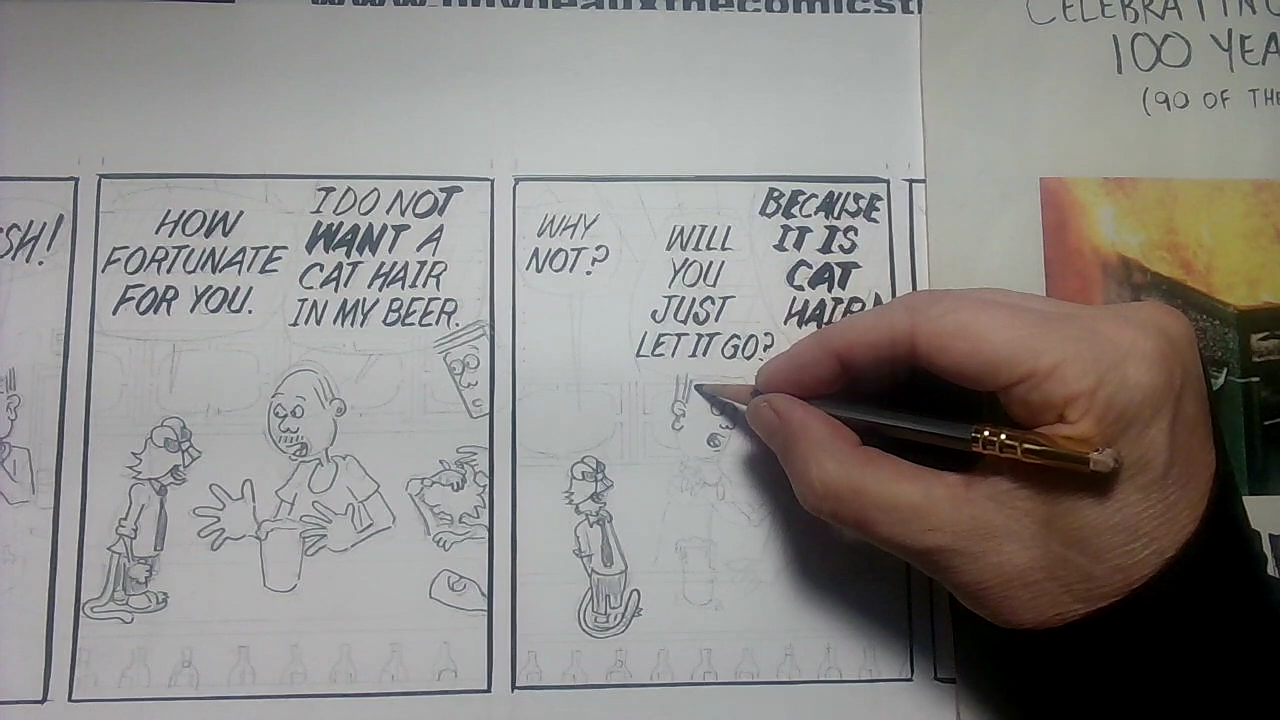 CELEBRATING
100 YEA
(90 OF THE
SH!
HOW
FORTUNATE
FOR YOU.
I DO NOT
WANT A
CAT HAIR
IN MY BEER.
WHY
NOT?
WILL
YOU
JUST
LET IT GO?
BECAUSE
IT IS
CAT
HAIR!